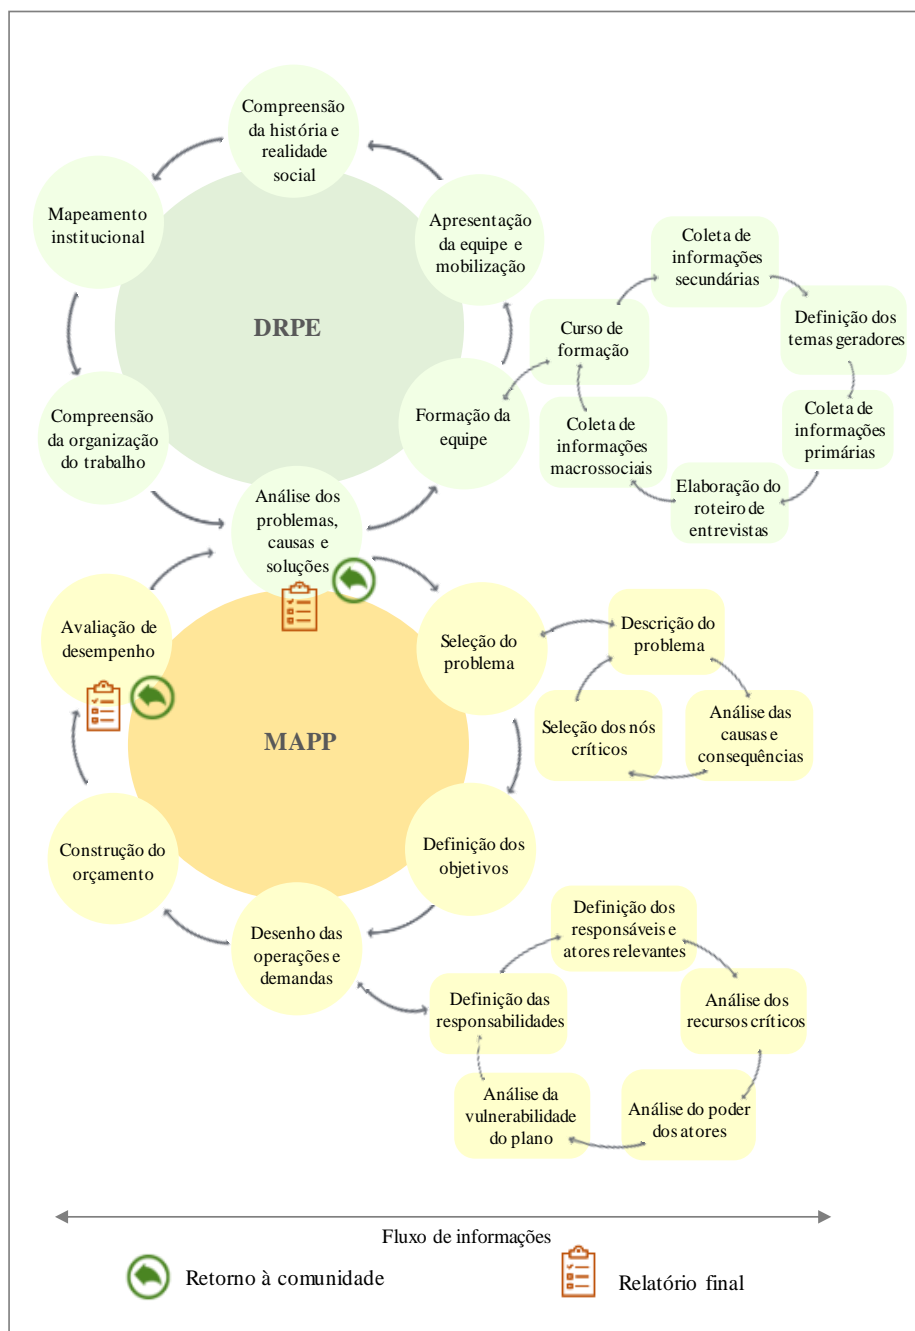 Compreensão
da história e
realidade
social
Mapeamento
institucional
Apresentação
da equipe e
mobilização
DRPE
Compreensão
da organização
do trabalho
Formação da
equipe
Análise dos
problemas,
causas e
soluções
Coleta de
informações
secundárias
Curso de
formação
Definição dos
temas geradores
Coleta de
informações
macrossociais
Coleta de
informações
primárias
Elaboração do
roteiro de
entrevistas
Avaliação de
desempenho
Seleção do
problema
MAPP
Construção do
orçamento
Definição dos
objetivos
Desenho das
operações e
demandas
Descrição do
problema
Seleção dos nós
críticos
Análise das
causas e
consequências
Definição dos
responsáveis e
atores relevantes
Definição das
responsabilidades
Análise dos
recursos críticos
Análise da
vulnerabilidade
do plano
Análise do poder
dos atores
Fluxo de informações
Retorno à comunidade
Relatório final